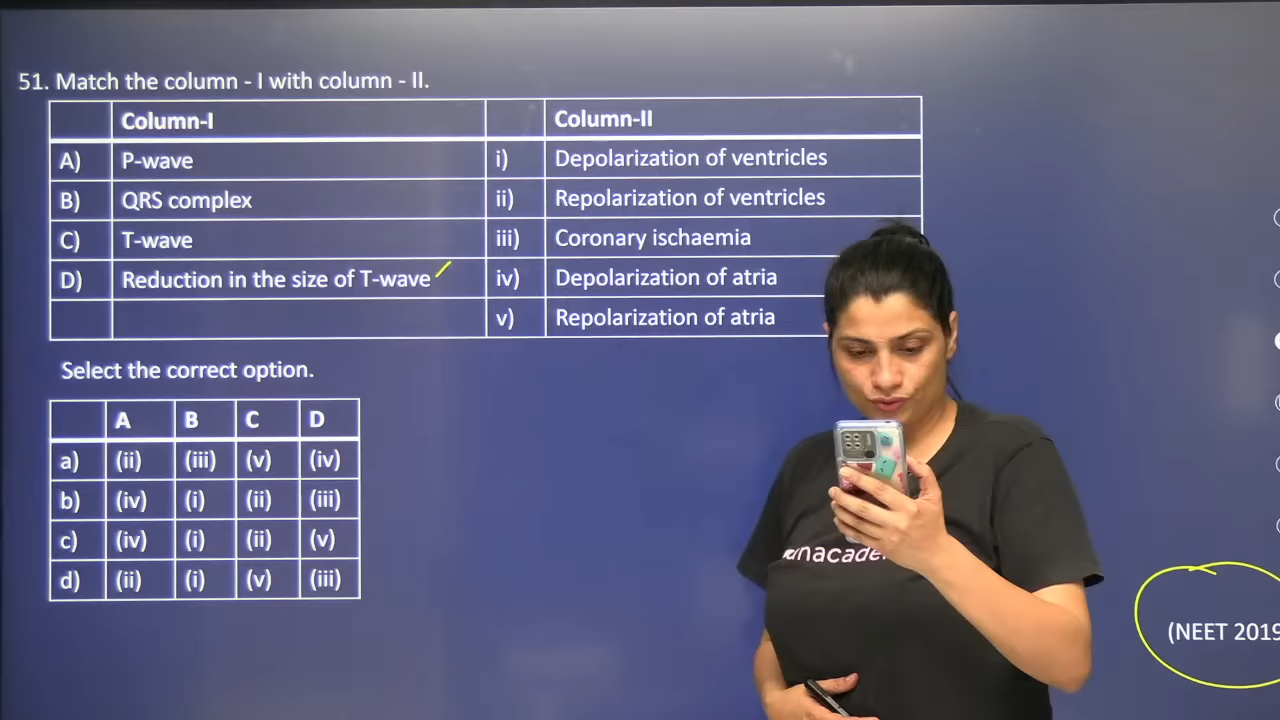 51. Match the column - I with column - II.
Column-I Column-II
A) P-wave i) Depolarization of ventricles
B) QRS complex ii) Repolarization of ventricles
C) T-wave iii) Coronary ischaemia
D) Reduction in the size of T-wave iv) Depolarization of atria
v) Repolarization of atria
Select the correct option.
A B C D
a) (ii) (iii) (v) (iv)
b) (iv) (i) (ii) (iii)
c) (iv) (i) (ii) (v)
d) (ii) (i) (v) (iii)
(NEET 2019